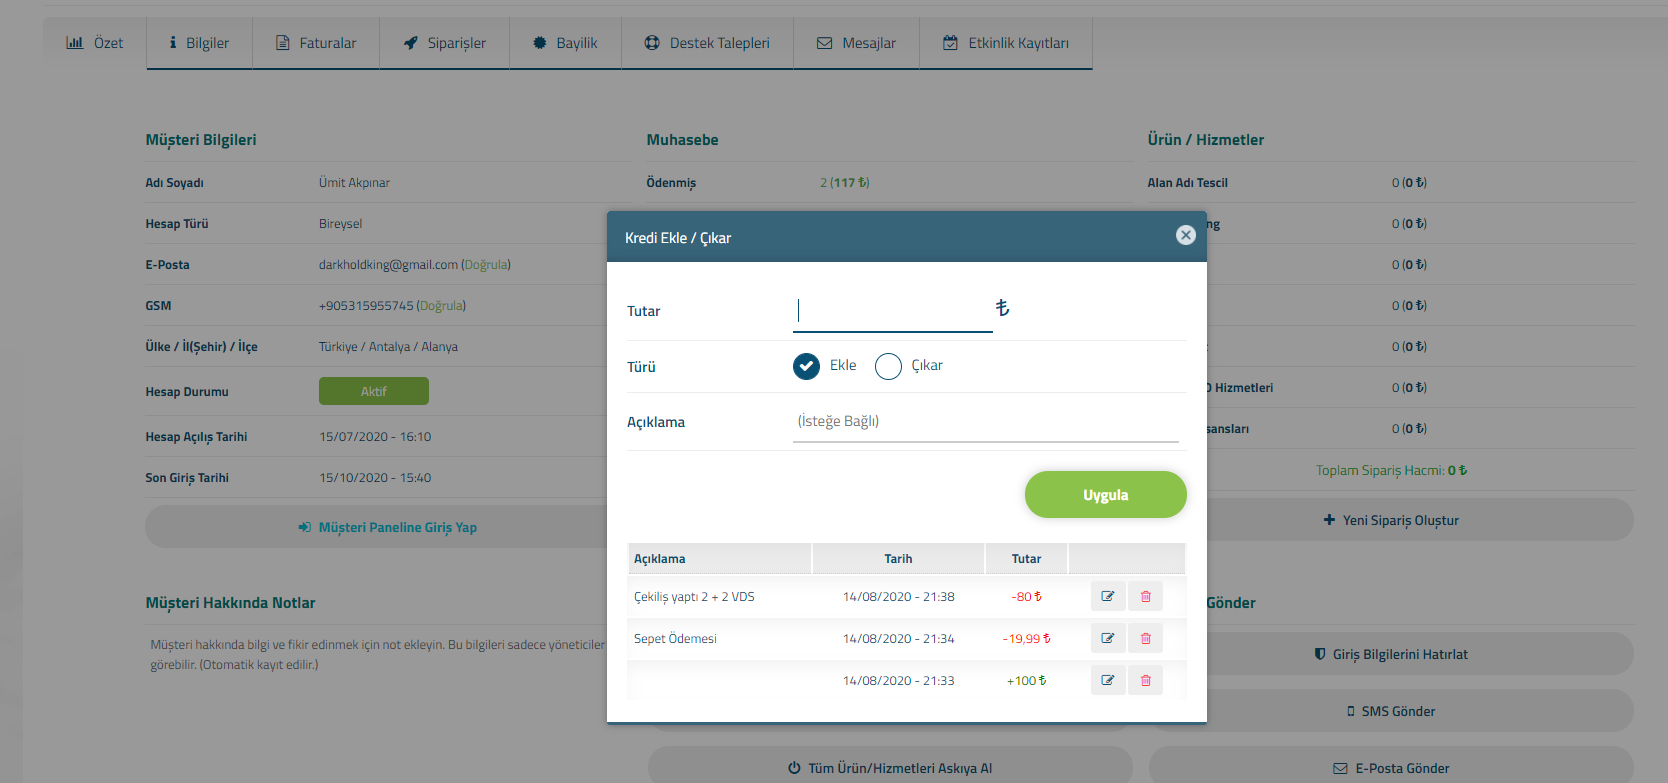 Özet
Bilgiler
Faturalar
Siparişler
Bayilik
Destek Talepleri
Mesajlar
Etkinlik Kayıtları
Müşteri Bilgileri
Adı Soyadı Ümit Akpınar
Hesap Türü Bireysel
E-Posta darkholdking@gmail.com (Doğrula)
GSM +905315955745 (Doğrula)
Ülke / İl(Şehir) / İlçe Türkiye / Antalya / Alanya
Hesap Durumu Aktif
Hesap Açılış Tarihi 15/07/2020 - 16:10
Son Giriş Tarihi 15/10/2020 - 15:40
Müşteri Paneline Giriş Yap
Müşteri Hakkında Notlar
Müşteri hakkında bilgi ve fikir edinmek için not ekleyin. Bu bilgileri sadece yöneticiler
görebilir. (Otomatik kayıt edilir.)
Muhasebe
Ödenmiş 2 (117 ₺)
Kredi Ekle / Çıkar
Tutar ₺
Türü Ekle Çıkar
Açıklama (İsteğe Bağlı)
Uygula
Açıklama Tarih Tutar
Çekiliş yaptı 2 + 2 VDS 14/08/2020 - 21:38 -80 ₺
Sepet Ödemesi 14/08/2020 - 21:34 -19,99 ₺
14/08/2020 - 21:33 +100 ₺
Tüm Ürün/Hizmetleri Askıya Al
Ürün / Hizmetler
Alan Adı Tescil 0 (0 ₺)
ng 0 (0 ₺)
0 (0 ₺)
0 (0 ₺)
0 (0 ₺)
Hizmetleri 0 (0 ₺)
sansları 0 (0 ₺)
Toplam Sipariş Hacmi: 0 ₺
Yeni Sipariş Oluştur
Gönder
Giriş Bilgilerini Hatırlat
SMS Gönder
E-Posta Gönder